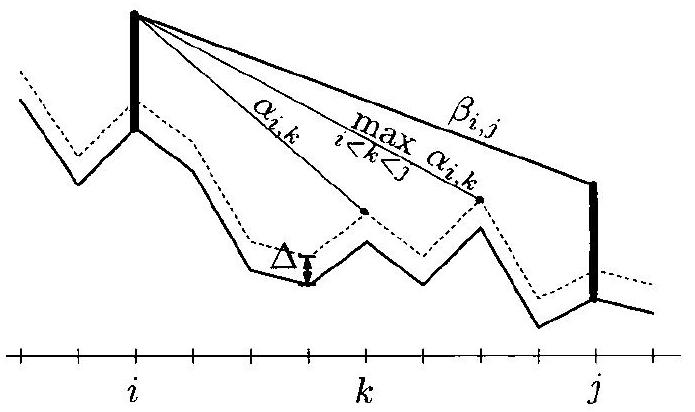 β_{i,j}
α_{i,k}
max α_{i,k}
i<k<j
Δ
i k j